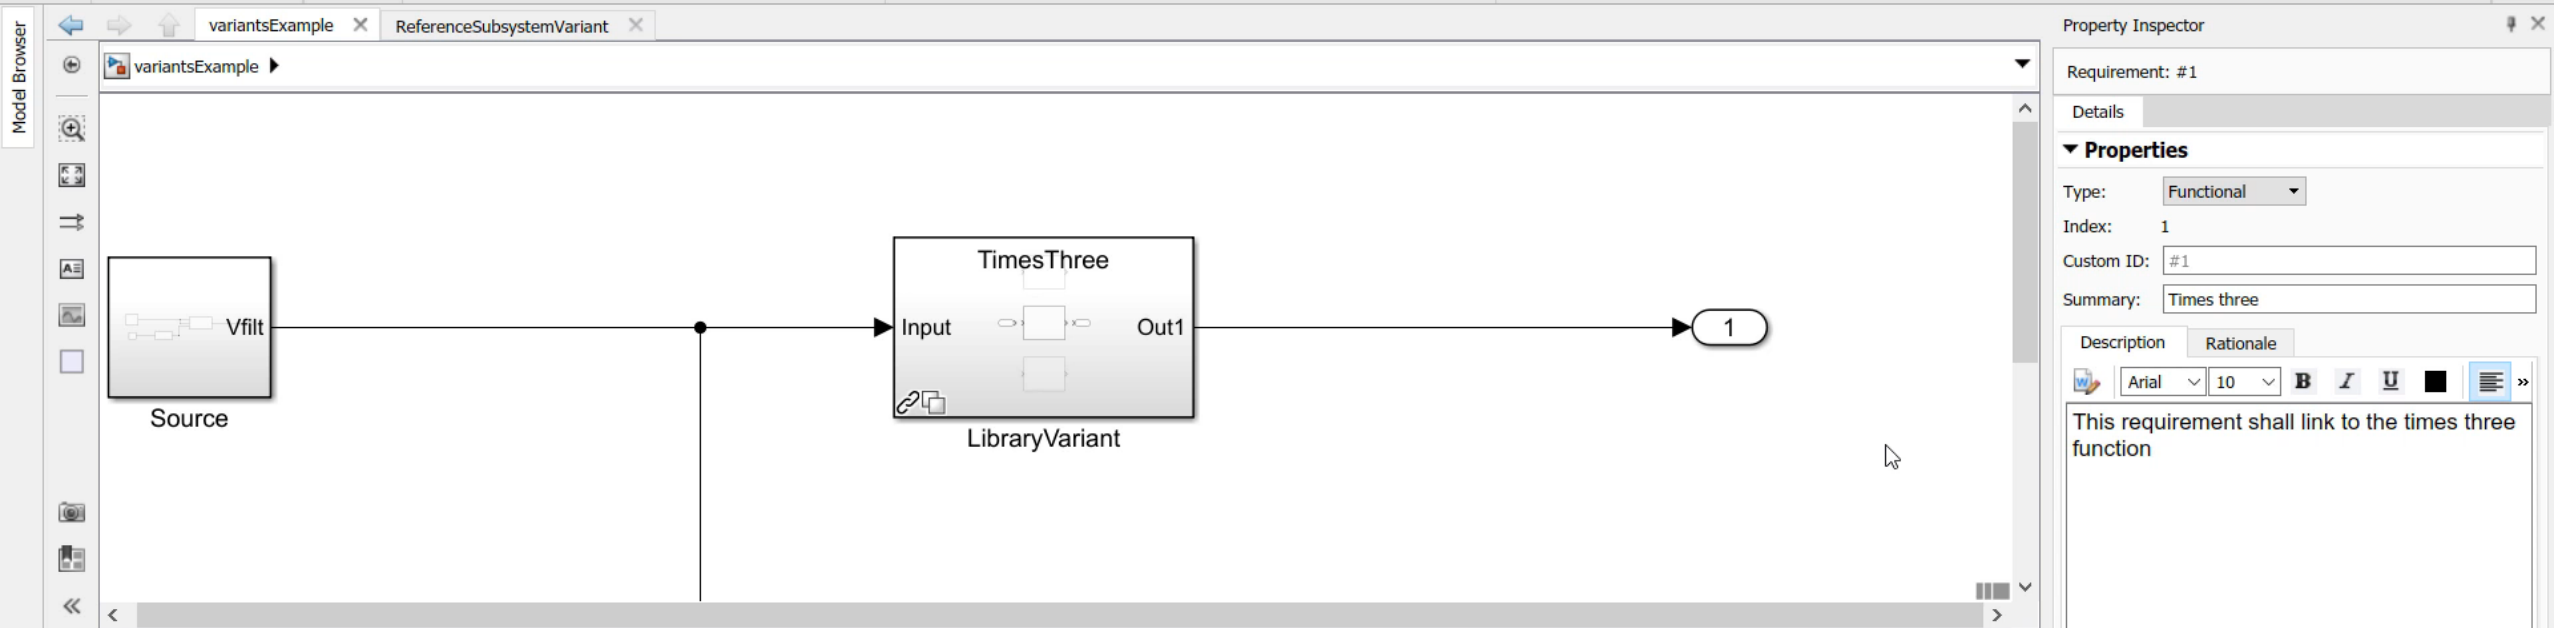 Model Browser
variantsExample
ReferenceSubsystemVariant
variantsExample
TimesThree
Vfilt
Input
Out1
1
Source
LibraryVariant
Property Inspector
Requirement: #1
Details
Properties
Type: Functional
Index: 1
Custom ID: #1
Summary: Times three
Description Rationale
Arial 10 B I U »
This requirement shall link to the times three
function